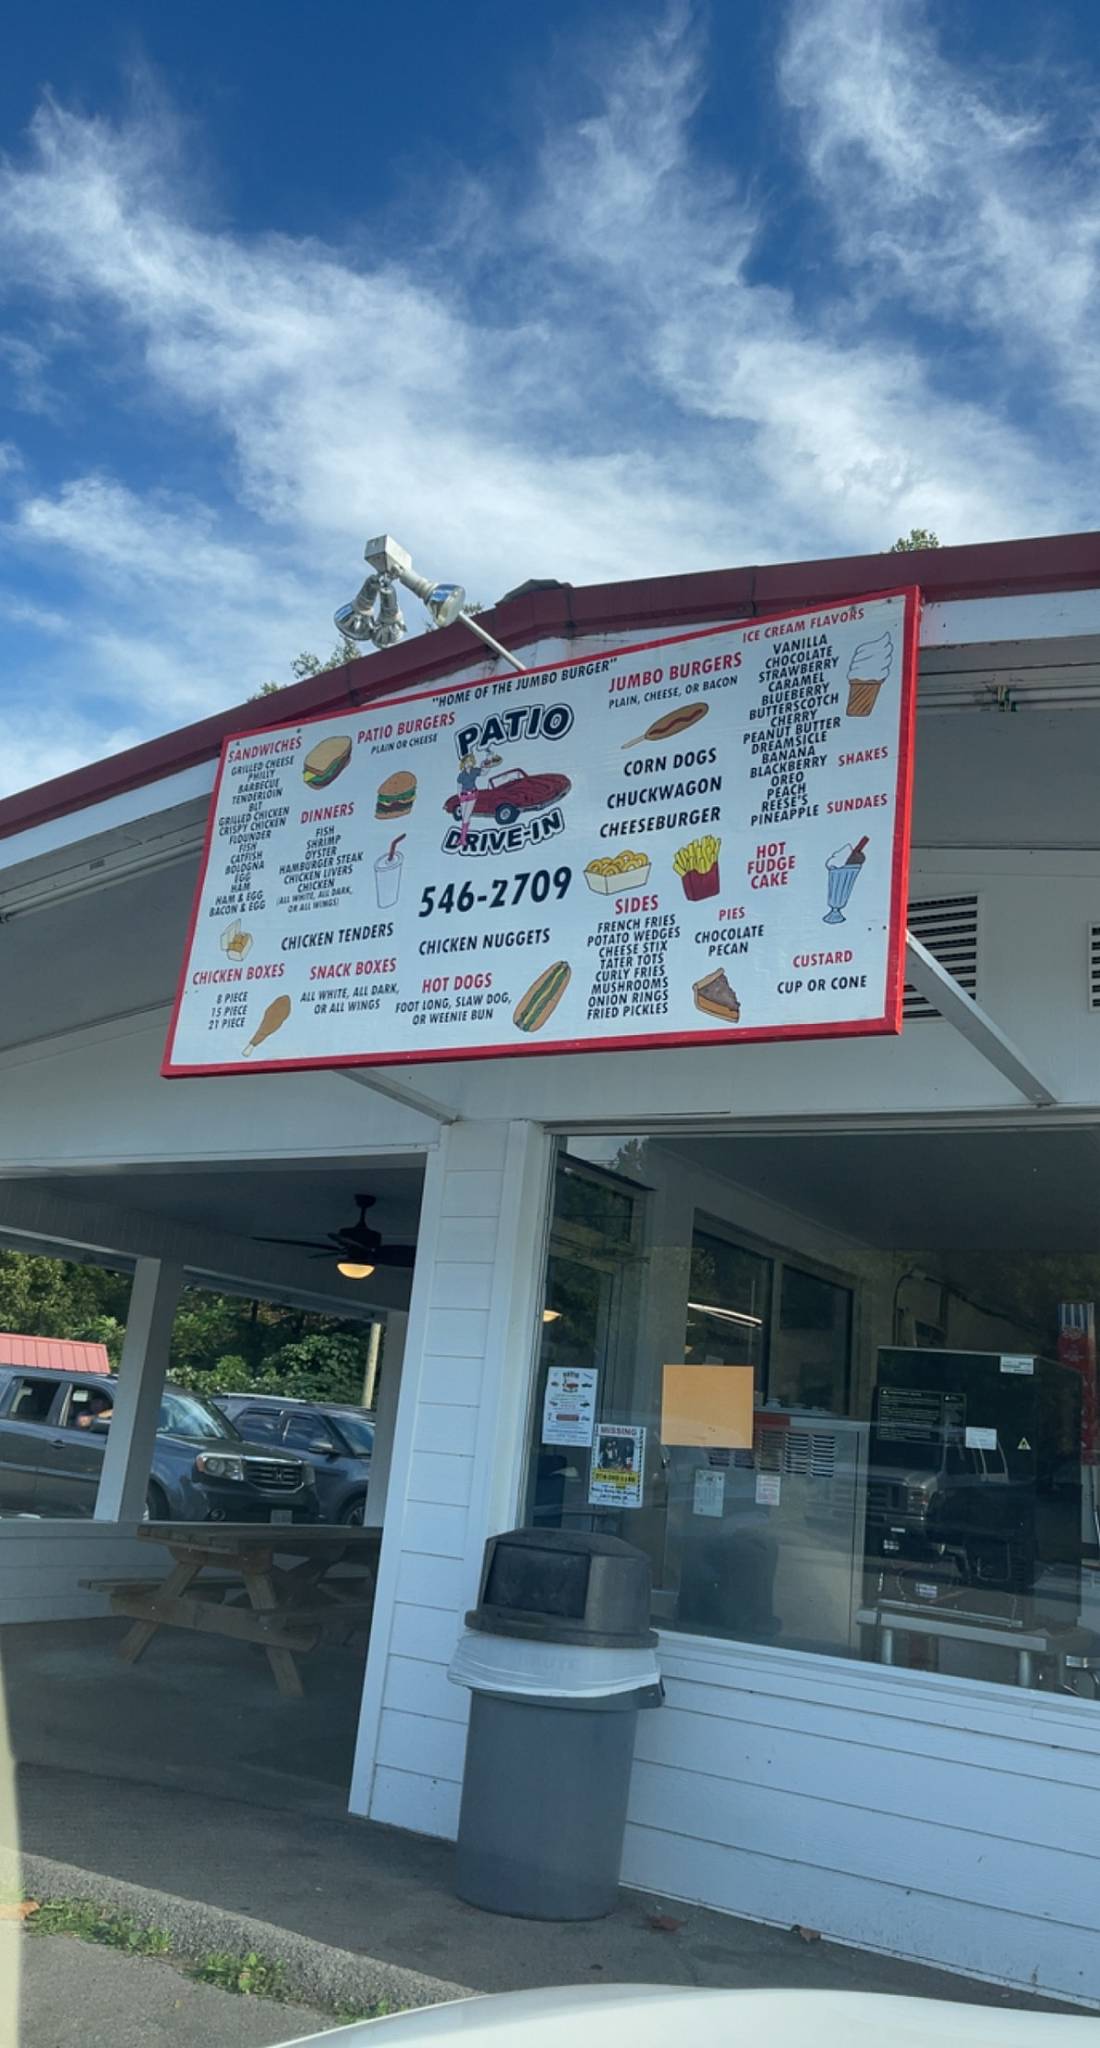 "HOME OF THE JUMBO BURGER"
PATIO
DRIVE-IN
546-2709
SANDWICHES
GRILLED CHEESE
PHILLY
BARBECUE
TENDERLOIN
BLT
GRILLED CHICKEN
CRISPY CHICKEN
FLOUNDER
FISH
CATFISH
BOLOGNA
EGG
HAM
HAM & EGG
BACON & EGG
PATIO BURGERS
PLAIN OR CHEESE
DINNERS
FISH
SHRIMP
OYSTER
HAMBURGER STEAK
CHICKEN LIVERS
CHICKEN
(ALL WHITE, ALL DARK,
OR ALL WINGS)
CHICKEN TENDERS
CHICKEN NUGGETS
CHICKEN BOXES
8 PIECE
15 PIECE
21 PIECE
SNACK BOXES
ALL WHITE, ALL DARK,
OR ALL WINGS
HOT DOGS
FOOT LONG, SLAW DOG,
OR WEENIE BUN
JUMBO BURGERS
PLAIN, CHEESE, OR BACON
CORN DOGS
CHUCKWAGON
CHEESEBURGER
SIDES
FRENCH FRIES
POTATO WEDGES
CHEESE STIX
TATER TOTS
CURLY FRIES
MUSHROOMS
ONION RINGS
FRIED PICKLES
PIES
CHOCOLATE
PECAN
ICE CREAM FLAVORS
VANILLA
CHOCOLATE
STRAWBERRY
CARAMEL
BLUEBERRY
BUTTERSCOTCH
CHERRY
PEANUT BUTTER
DREAMSICLE
BANANA
BLACKBERRY
OREO
PEACH
REESE'S
PINEAPPLE
SHAKES
SUNDAES
HOT
FUDGE
CAKE
CUSTARD
CUP OR CONE
PATIO
MISSING